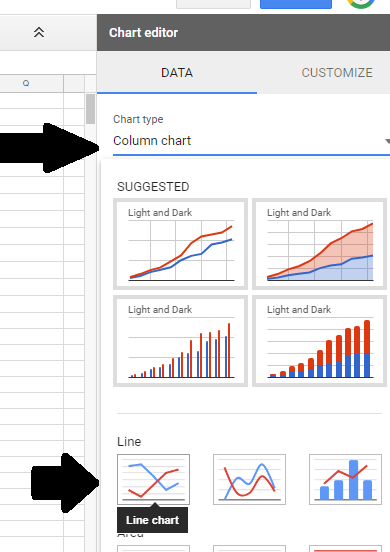 Chart editor
Q
DATA CUSTOMIZE
Chart type
Column chart
SUGGESTED
Light and Dark Light and Dark
Light and Dark Light and Dark
Line
Line chart
Area